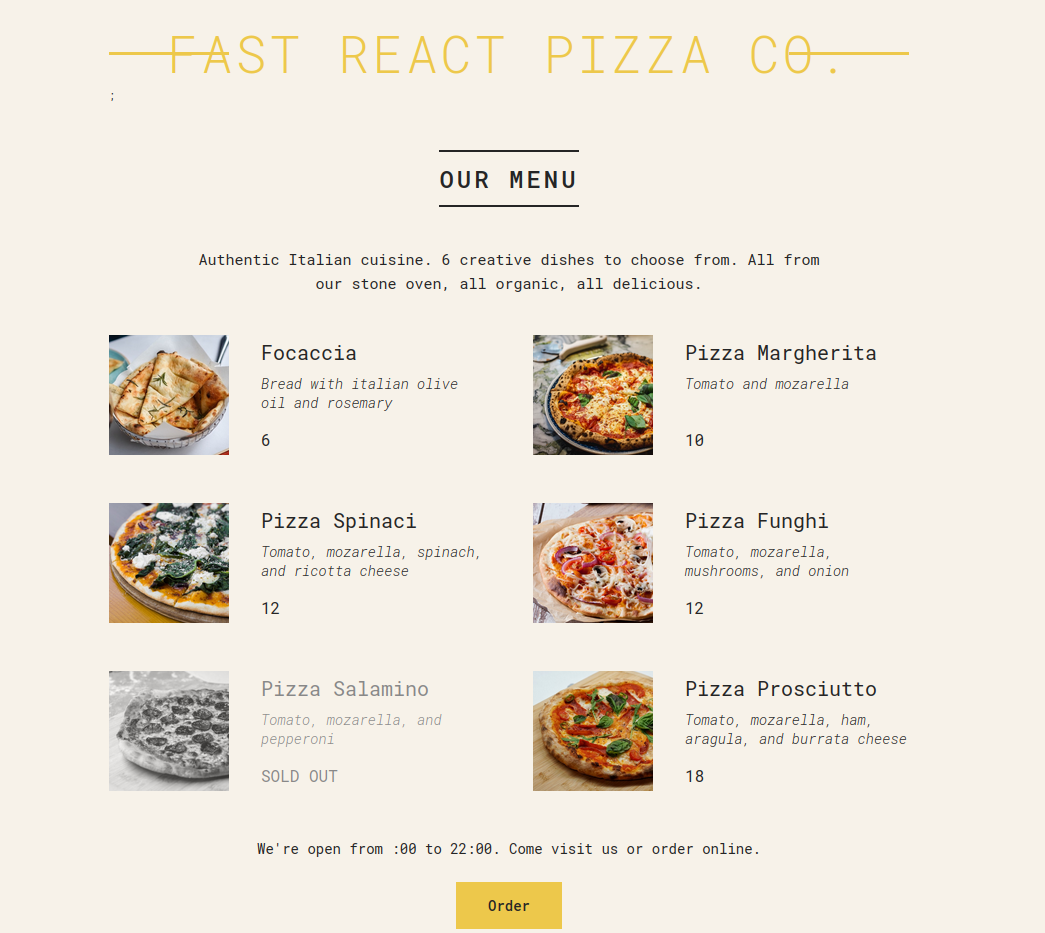 FAST REACT PIZZA CO.
;
OUR MENU
Authentic Italian cuisine. 6 creative dishes to choose from. All from
our stone oven, all organic, all delicious.
Focaccia
Bread with italian olive
oil and rosemary
6
Pizza Margherita
Tomato and mozarella
10
Pizza Spinaci
Tomato, mozarella, spinach,
and ricotta cheese
12
Pizza Funghi
Tomato, mozarella,
mushrooms, and onion
12
Pizza Salamino
Tomato, mozarella, and
pepperoni
SOLD OUT
Pizza Prosciutto
Tomato, mozarella, ham,
aragula, and burrata cheese
18
We're open from :00 to 22:00. Come visit us or order online.
Order